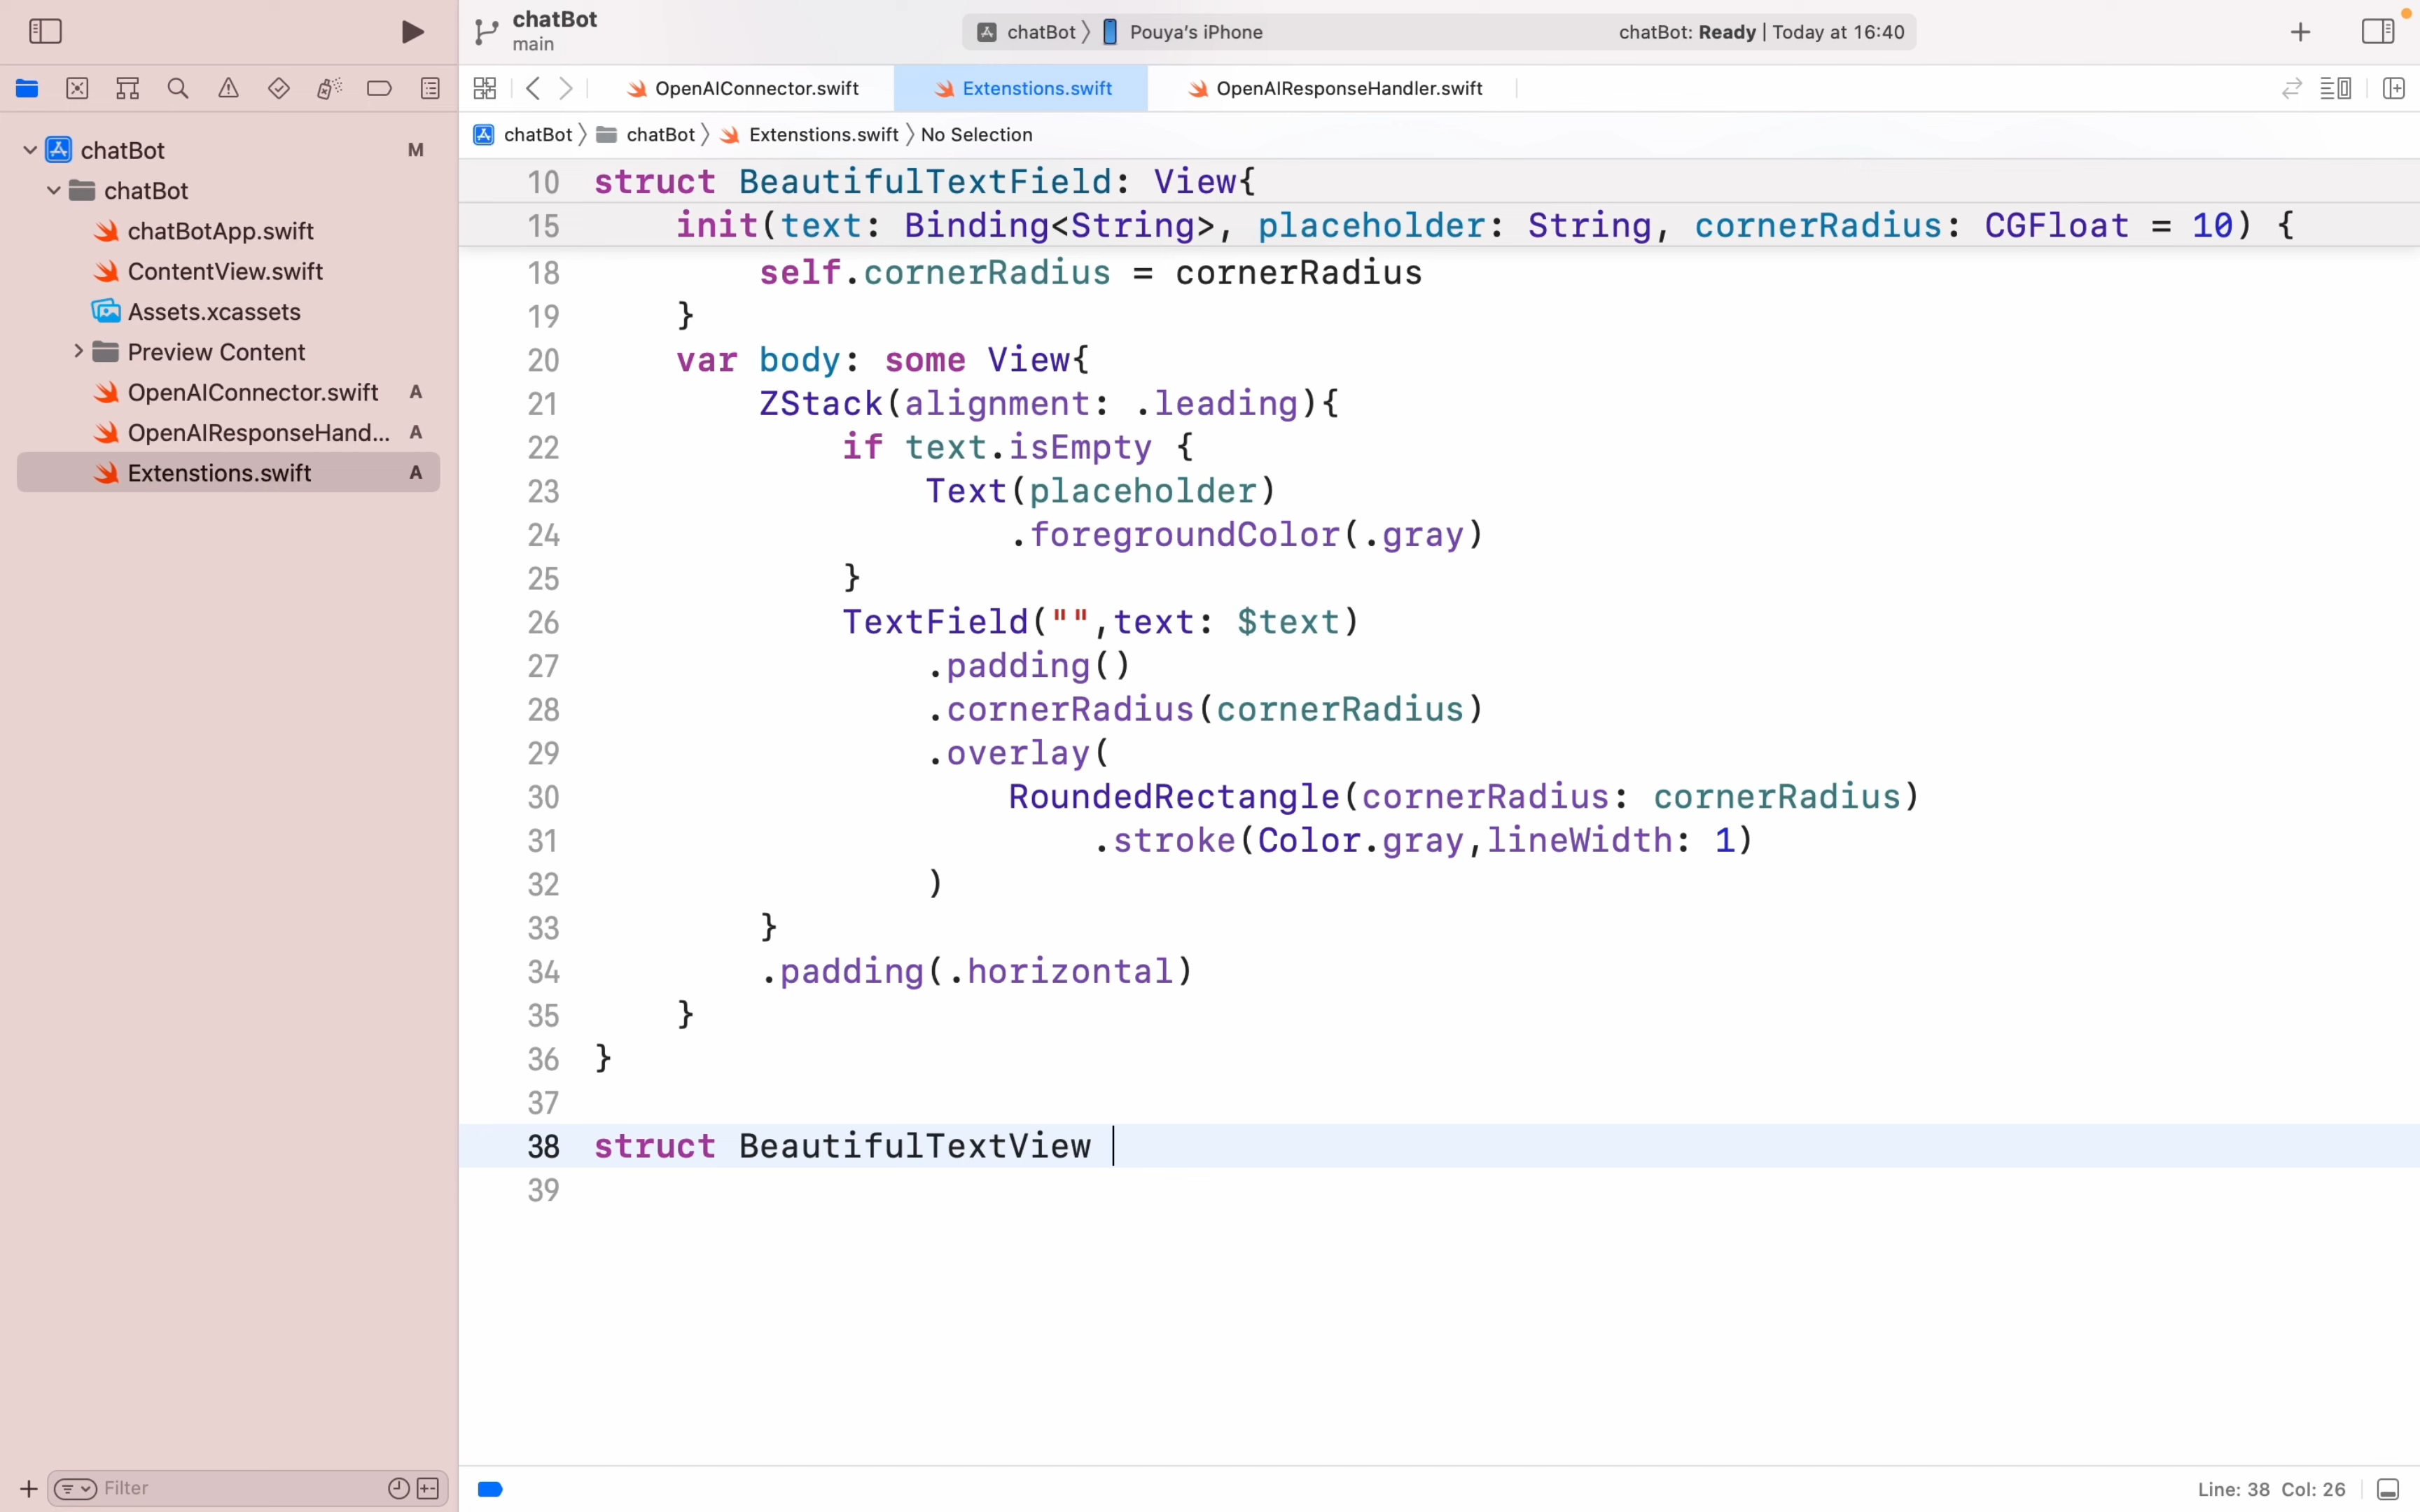 chatBot
main
chatBot 〉 Pouya's iPhone
chatBot: Ready | Today at 16:40
OpenAIConnector.swift
Extenstions.swift
OpenAIResponseHandler.swift
chatBot 〉 chatBot 〉 Extenstions.swift 〉 No Selection
chatBot M
chatBot
chatBotApp.swift
ContentView.swift
Assets.xcassets
Preview Content
OpenAIConnector.swift A
OpenAIResponseHand... A
Extenstions.swift A
10 struct BeautifulTextField: View{
15 init(text: Binding<String>, placeholder: String, cornerRadius: CGFloat = 10) {
18 self.cornerRadius = cornerRadius
19 }
20 var body: some View{
21 ZStack(alignment: .leading){
22 if text.isEmpty {
23 Text(placeholder)
24 .foregroundColor(.gray)
25 }
26 TextField("",text: $text)
27 .padding()
28 .cornerRadius(cornerRadius)
29 .overlay(
30 RoundedRectangle(cornerRadius: cornerRadius)
31 .stroke(Color.gray,lineWidth: 1)
32 )
33 }
34 .padding(.horizontal)
35 }
36 }
37
38 struct BeautifulTextView
39
Filter
Line: 38 Col: 26